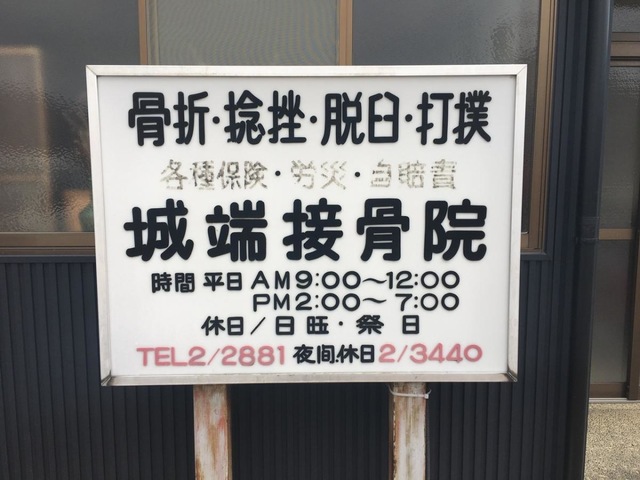 骨折・捻挫・脱臼・打撲
各種保険・労災・自賠責
城端接骨院
時間 平日 AM9:00～12:00
PM2:00～7:00
休日/日旺・祭日
TEL2/2881 夜間・休日2/3440